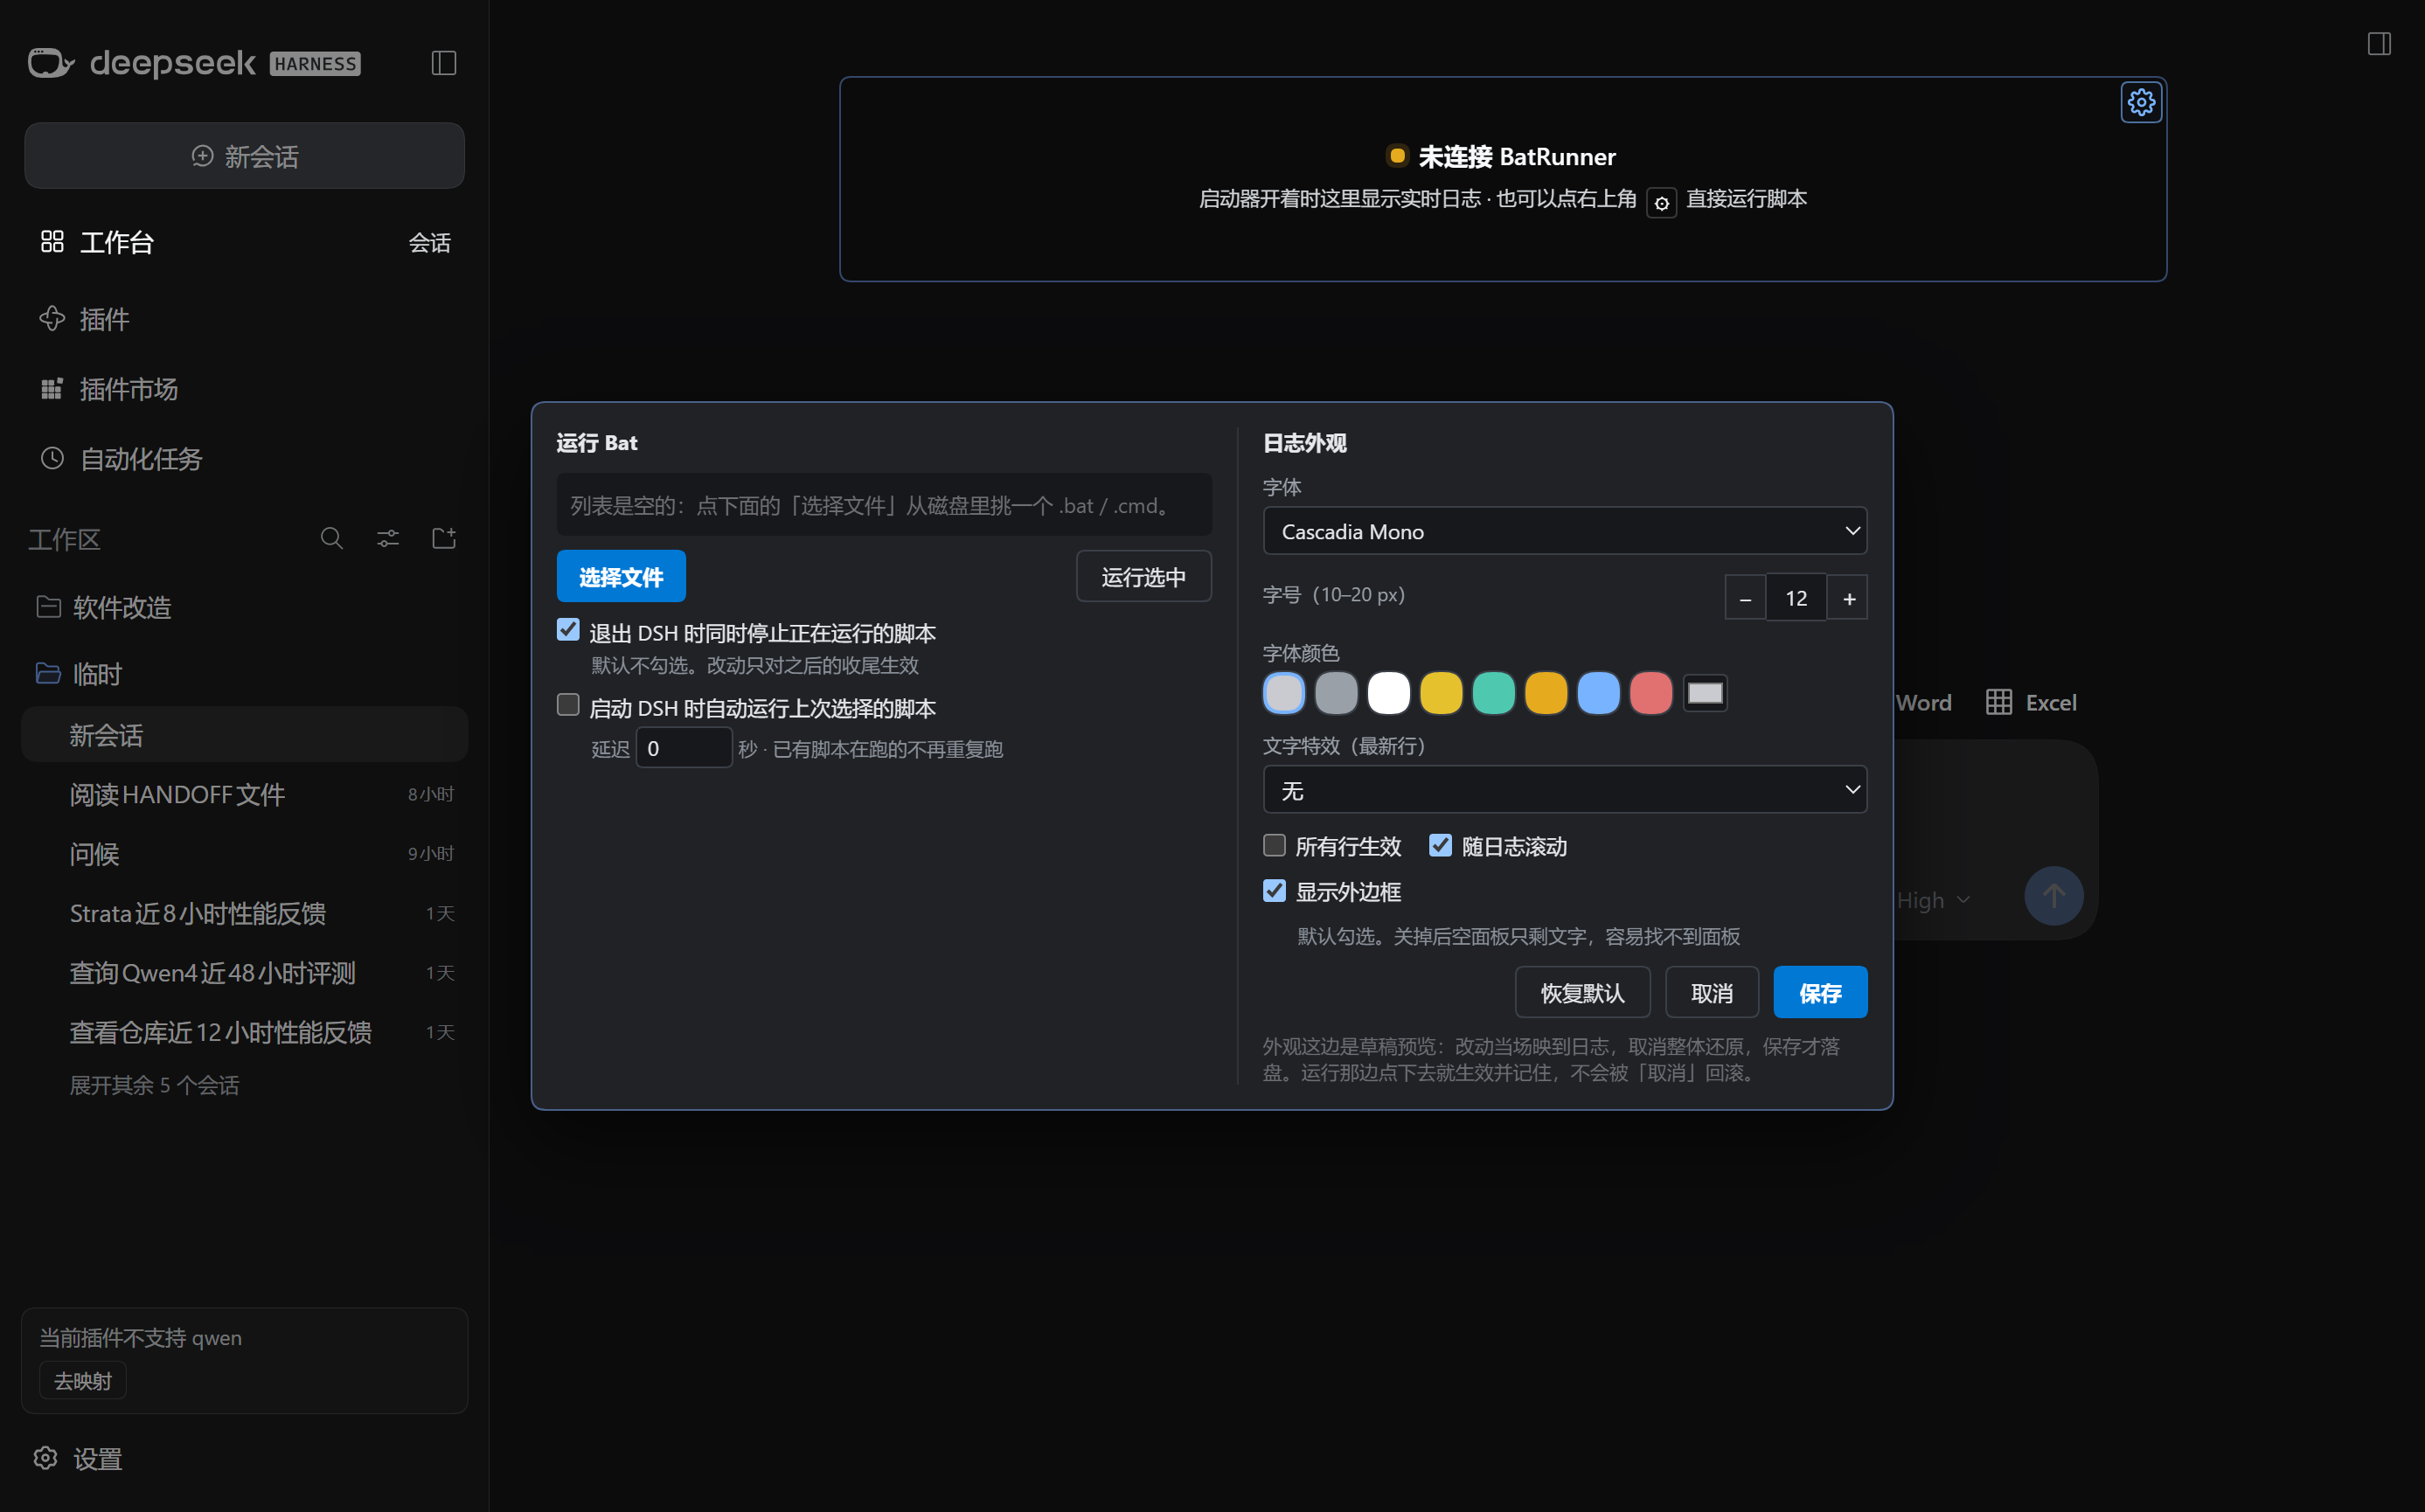 deepseek HARNESS
新会话
工作台 会话
插件
插件市场
自动化任务
工作区
软件改造
临时
新会话
阅读HANDOFF文件 8小时
问候 9小时
Strata近8小时性能反馈 1天
查询Qwen4近48小时评测 1天
查看仓库近12小时性能反馈 1天
展开其余 5 个会话
当前插件不支持 qwen
去映射
设置
未连接 BatRunner
启动器开着时这里显示实时日志 · 也可以点右上角 直接运行脚本
运行 Bat
列表是空的：点下面的「选择文件」从磁盘里挑一个 .bat / .cmd。
选择文件 运行选中
退出 DSH 时同时停止正在运行的脚本
默认不勾选。改动只对之后的收尾生效
启动 DSH 时自动运行上次选择的脚本
延迟 0 秒 · 已有脚本在跑的不再重复跑
日志外观
字体
Cascadia Mono
字号（10–20 px） – 12 +
字体颜色
文字特效（最新行）
无
所有行生效 随日志滚动
显示外边框
默认勾选。关掉后空面板只剩文字，容易找不到面板
恢复默认 取消 保存
外观这边是草稿预览：改动当场映到日志，取消整体还原，保存才落
盘。运行那边点下去就生效并记住，不会被「取消」回滚。
Word Excel
High